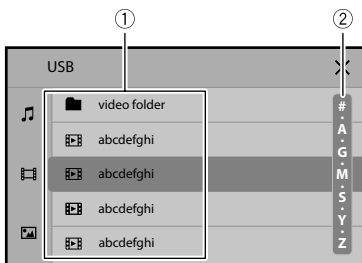 ① ②
USB
video folder
abcdefghi
abcdefghi
abcdefghi
abcdefghi
#
·
A
·
G
·
M
·
S
·
Y
·
Z